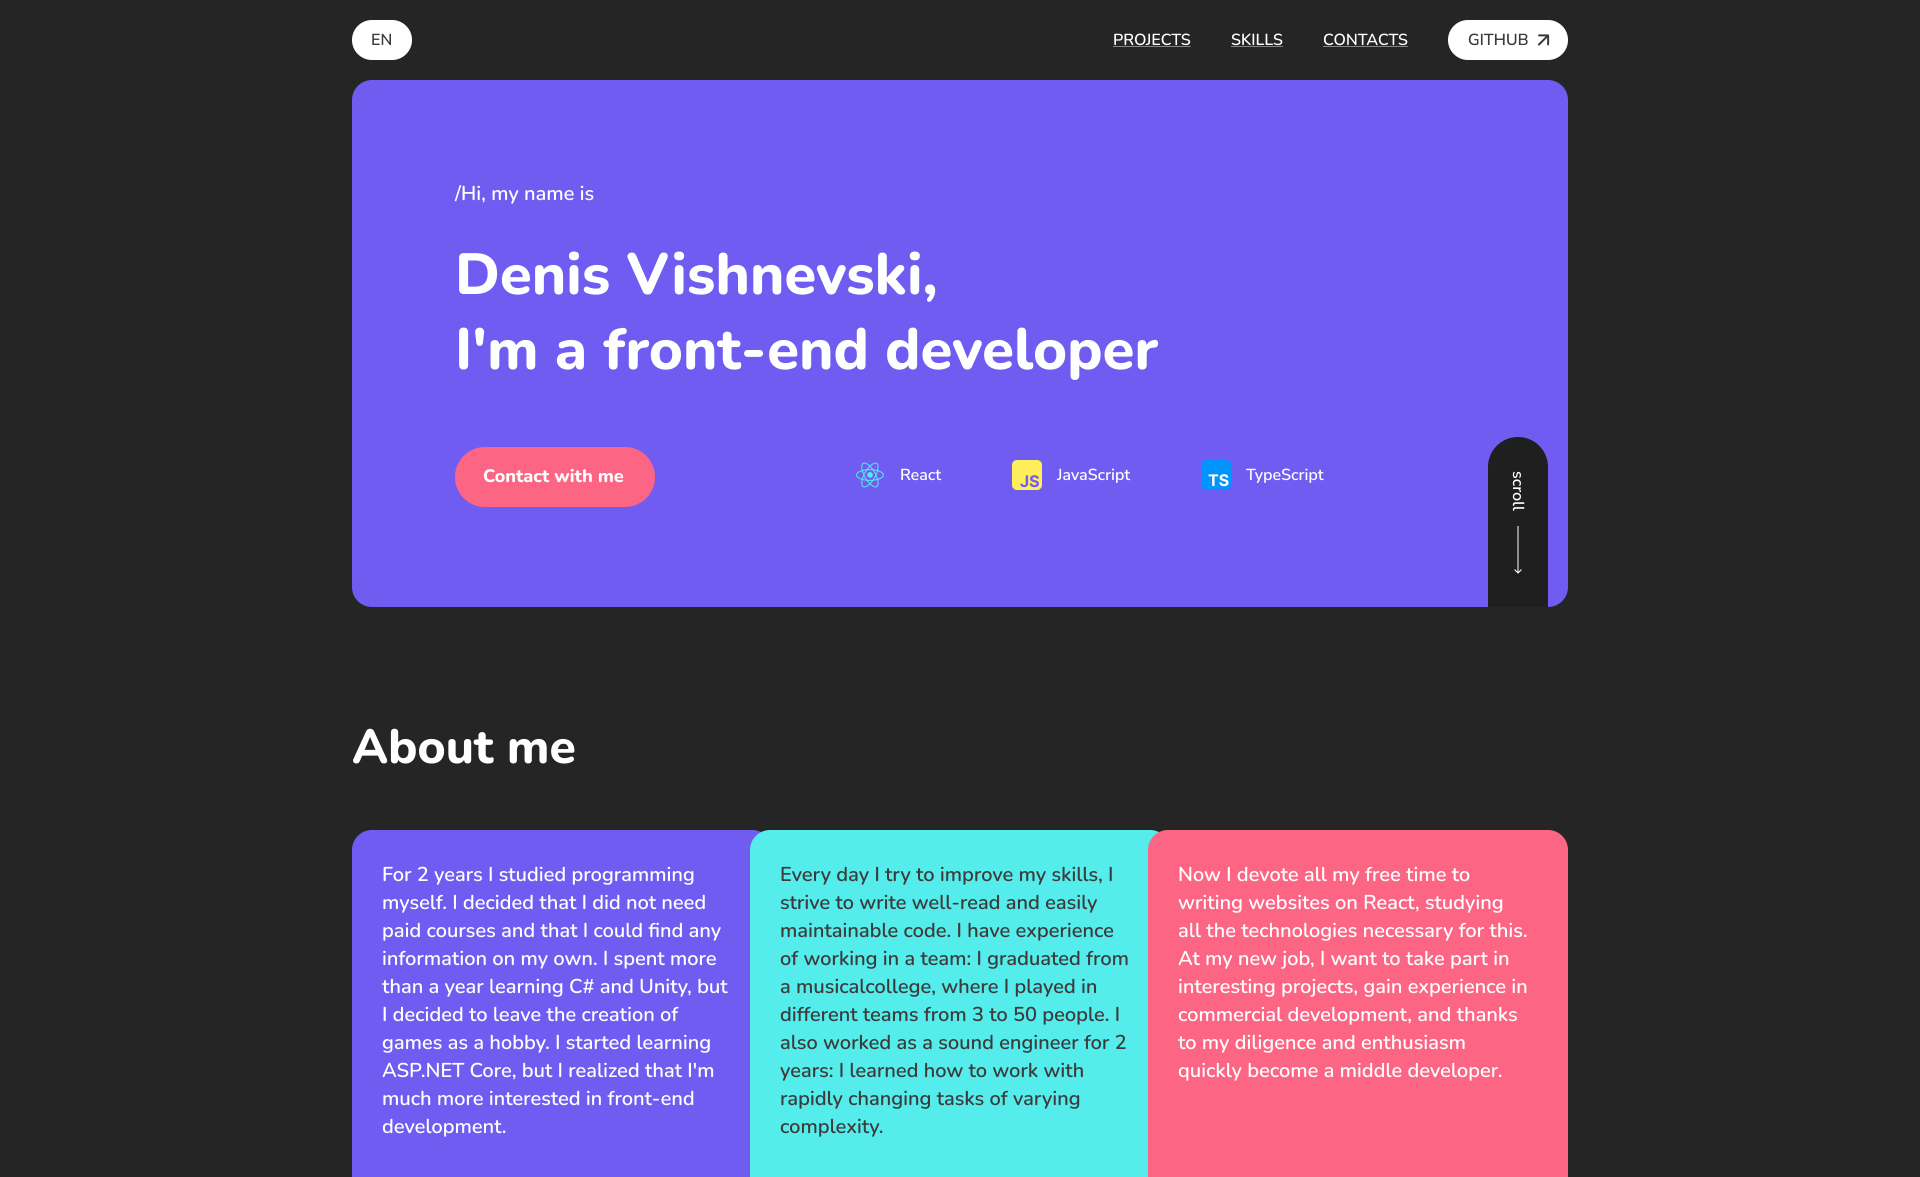 EN
PROJECTS
SKILLS
CONTACTS
GITHUB
/Hi, my name is
Denis Vishnevski,
I'm a front-end developer
Contact with me
React
JS
JavaScript
TS
TypeScript
scroll
About me
For 2 years I studied programming
myself. I decided that I did not need
paid courses and that I could find any
information on my own. I spent more
than a year learning C# and Unity, but
I decided to leave the creation of
games as a hobby. I started learning
ASP.NET Core, but I realized that I'm
much more interested in front-end
development.
Every day I try to improve my skills, I
strive to write well-read and easily
maintainable code. I have experience
of working in a team: I graduated from
a musicalcollege, where I played in
different teams from 3 to 50 people. I
also worked as a sound engineer for 2
years: I learned how to work with
rapidly changing tasks of varying
complexity.
Now I devote all my free time to
writing websites on React, studying
all the technologies necessary for this.
At my new job, I want to take part in
interesting projects, gain experience in
commercial development, and thanks
to my diligence and enthusiasm
quickly become a middle developer.